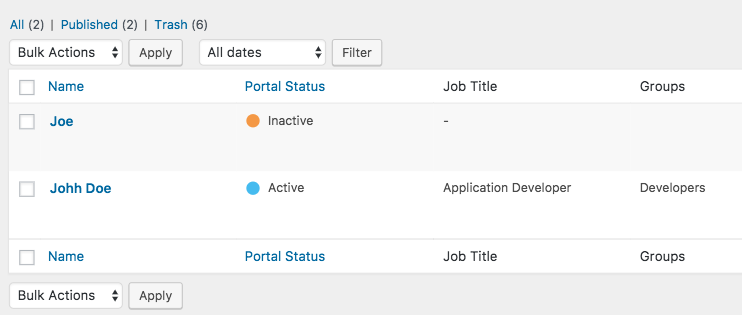 All (2) | Published (2) | Trash (6)
Bulk Actions Apply All dates Filter
Name Portal Status Job Title Groups
Joe Inactive -
Johh Doe Active Application Developer Developers
Name Portal Status Job Title Groups
Bulk Actions Apply